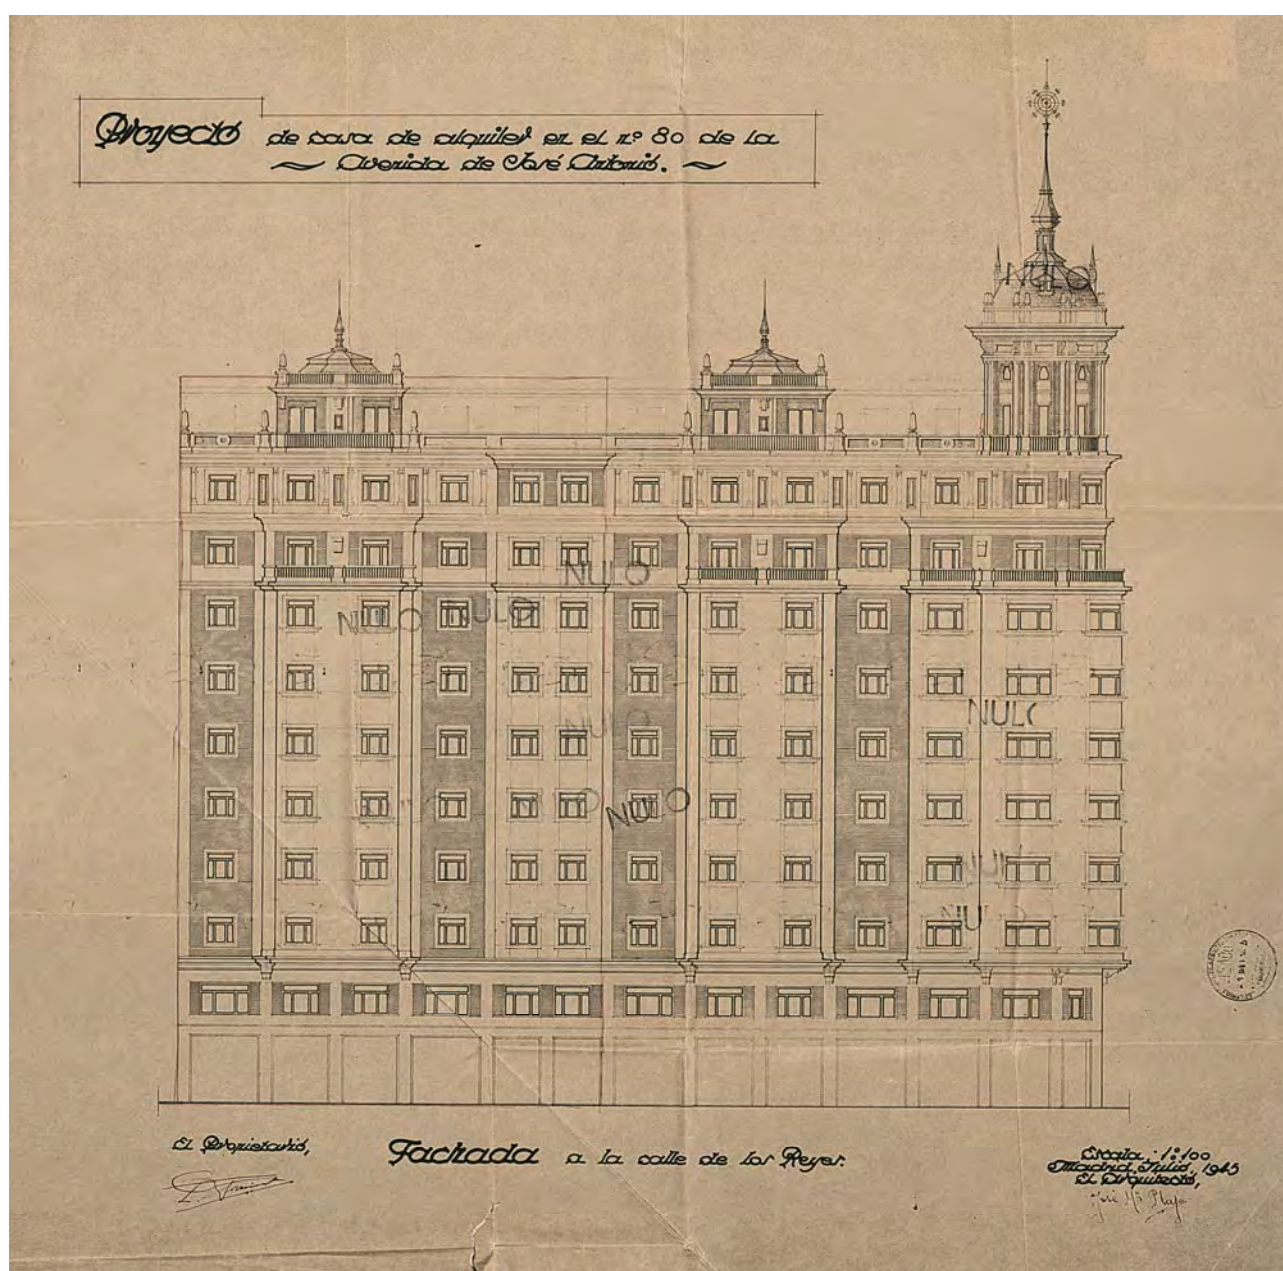 Proyecto de casa de alquiler en el nº 80 de la
Avenida de José Antonio.
NULO
NULO
NULO
NULO
NULO
NULO
NULO
El Propietario,
Fachada a la calle de los Reyes.
Escala 1:100
Madrid, Julio, 1945
El Arquitecto,
José Mª Plaja